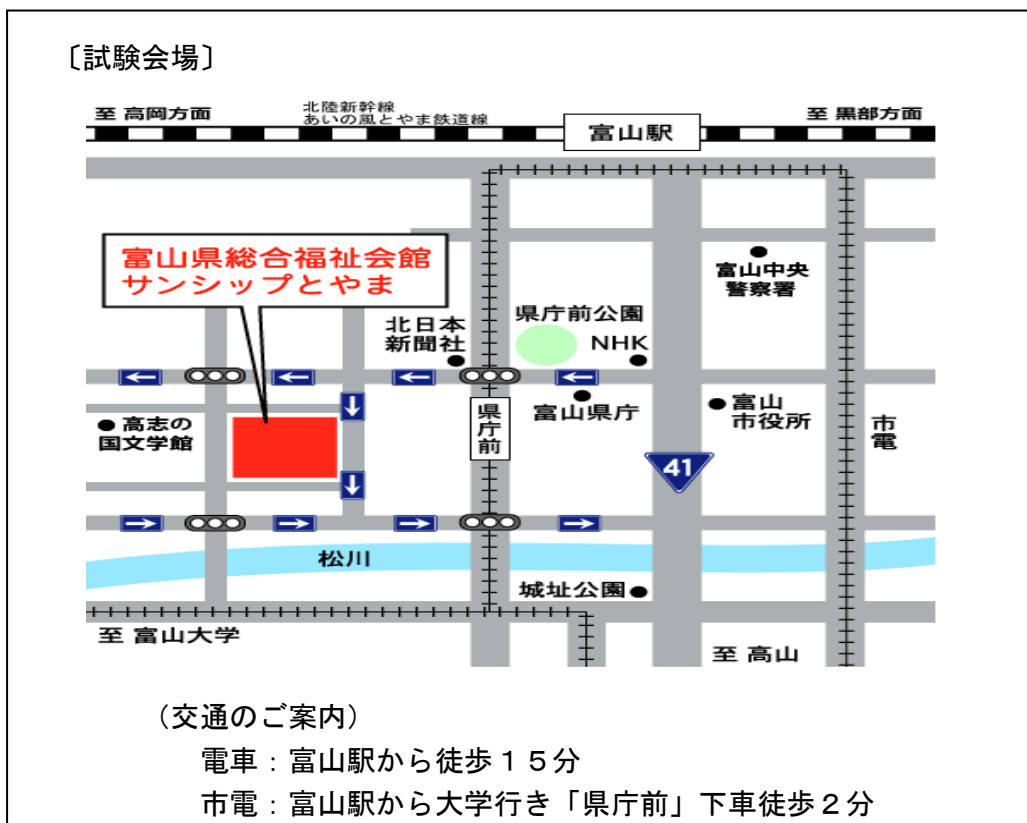 〔試験会場〕
至 高岡方面
北陸新幹線
あいの風とやま鉄道線
富山駅
至 黒部方面
富山県総合福祉会館
サンシップとやま
富山中央
警察署
県庁前公園
北日本
新聞社
NHK
富山県庁
富山
市役所
高志の
国文学館
県庁前
市電
41
松川
城址公園
至 富山大学
至 高山
（交通のご案内）
電車：富山駅から徒歩１５分
市電：富山駅から大学行き「県庁前」下車徒歩２分